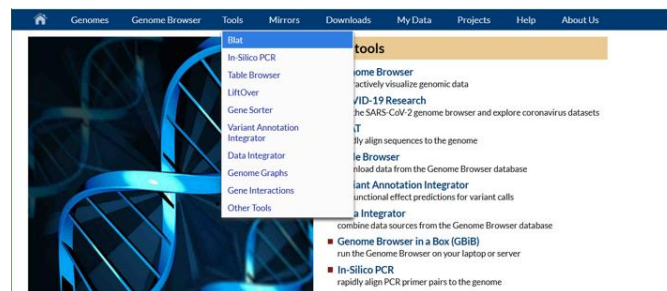 Genomes Genome Browser Tools Mirrors Downloads My Data Projects Help About Us
Blat
In-Silico PCR
Table Browser
LiftOver
Gene Sorter
Variant Annotation
Integrator
Data Integrator
Genome Graphs
Gene Interactions
Other Tools
tools
ome Browser
ractively visualize genomic data
VID-19 Research
the SARS-CoV-2 genome browser and explore coronavirus datasets
AT
dly align sequences to the genome
le Browser
nload data from the Genome Browser database
iant Annotation Integrator
functional effect predictions for variant calls
a Integrator
combine data sources from the Genome Browser database
Genome Browser in a Box (GBiB)
run the Genome Browser on your laptop or server
In-Silico PCR
rapidly align PCR primer pairs to the genome